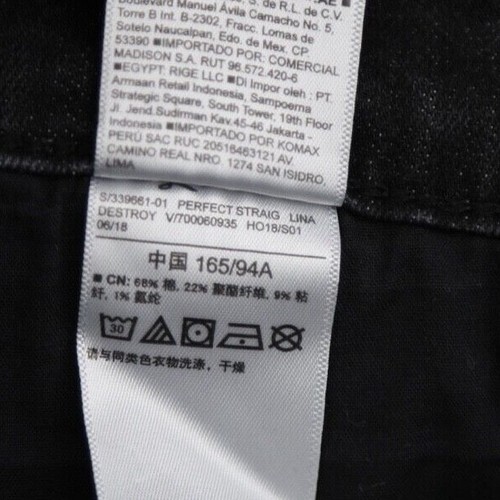 S. de R.L. de C.V.
Boulevard Manuel Ávila Camacho No. 5,
Torre B Int B-2302, Fracc. Lomas de
Sotelo Naucalpan, Edo. de Mex. CP.
53390 ■IMPORTADO POR: COMERCIAL
MADISON S.A. RUT 96.572.420-6
■EGYPT: RIGE LLC ■Di Impor oleh : PT.
Armaan Retail Indonesia, Sampoerna
Strategic Square, South Tower, 19th Floor
Jl. Jend.Sudirman Kav.45-46 Jakarta -
Indonesia ■IMPORTADO POR KOMAX
PERÚ SAC RUC 20516463121 AV.
CAMINO REAL NRO. 1274 SAN ISIDRO,
LIMA
S/339661-01 PERFECT STRAIG LINA
DESTROY V/700060935 HO18/S01
06/18
中国 165/94A
■ CN: 68% 棉, 22% 聚酯纤维, 9% 粘
纤, 1% 氨纶
30
请与同类色衣物洗涤, 干燥